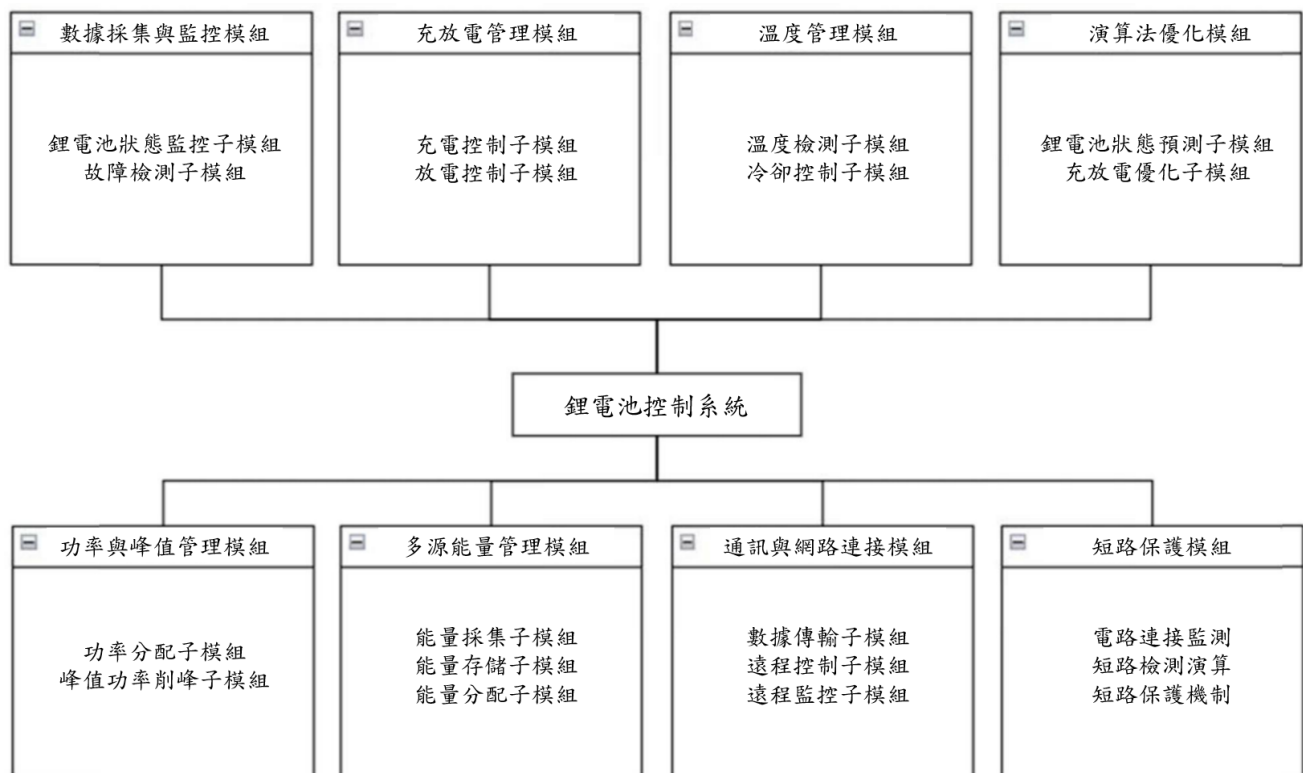 數據採集與監控模組
充放電管理模組
溫度管理模組
演算法優化模組
鋰電池狀態監控子模組
故障檢測子模組
充電控制子模組
放電控制子模組
溫度檢測子模組
冷卻控制子模組
鋰電池狀態預測子模組
充放電優化子模組
鋰電池控制系統
功率與峰值管理模組
多源能量管理模組
通訊與網路連接模組
短路保護模組
功率分配子模組
峰值功率削峰子模組
能量採集子模組
能量存儲子模組
能量分配子模組
數據傳輸子模組
遠程控制子模組
遠程監控子模組
電路連接監測
短路檢測演算
短路保護機制